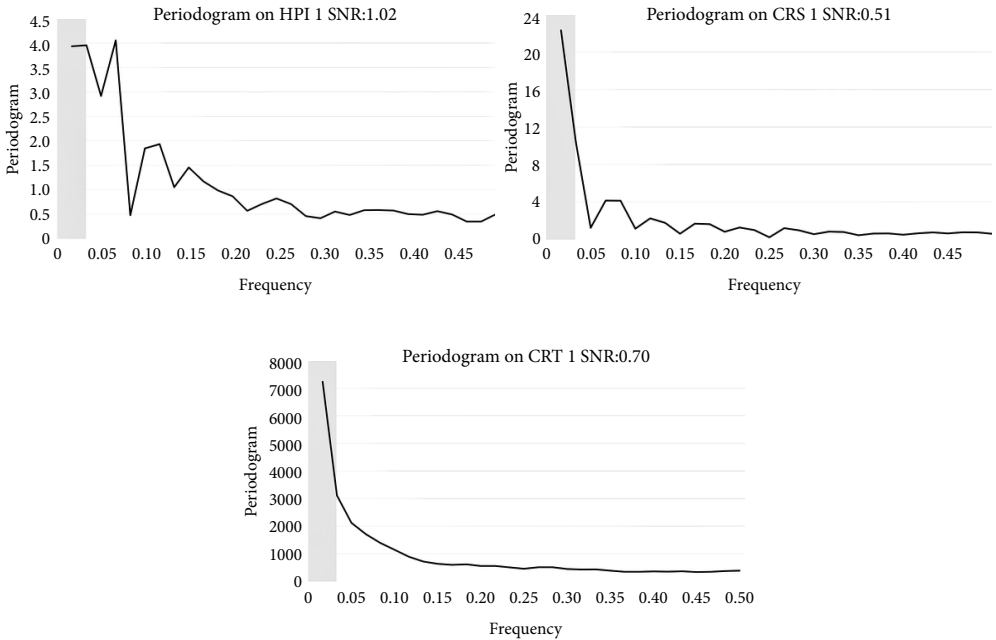 Periodogram on HPI 1 SNR:1.02
4.5
4.0
3.5
3.0
2.5
2.0
1.5
1.0
0.5
0
Periodogram
0 0.05 0.10 0.15 0.20 0.25 0.30 0.35 0.40 0.45
Frequency
Periodogram on CRS 1 SNR:0.51
24
20
16
12
8
4
0
Periodogram
0 0.05 0.10 0.15 0.20 0.25 0.30 0.35 0.40 0.45
Frequency
Periodogram on CRT 1 SNR:0.70
8000
7000
6000
5000
4000
3000
2000
1000
0
Periodogram
0 0.05 0.10 0.15 0.20 0.25 0.30 0.35 0.40 0.45 0.50
Frequency